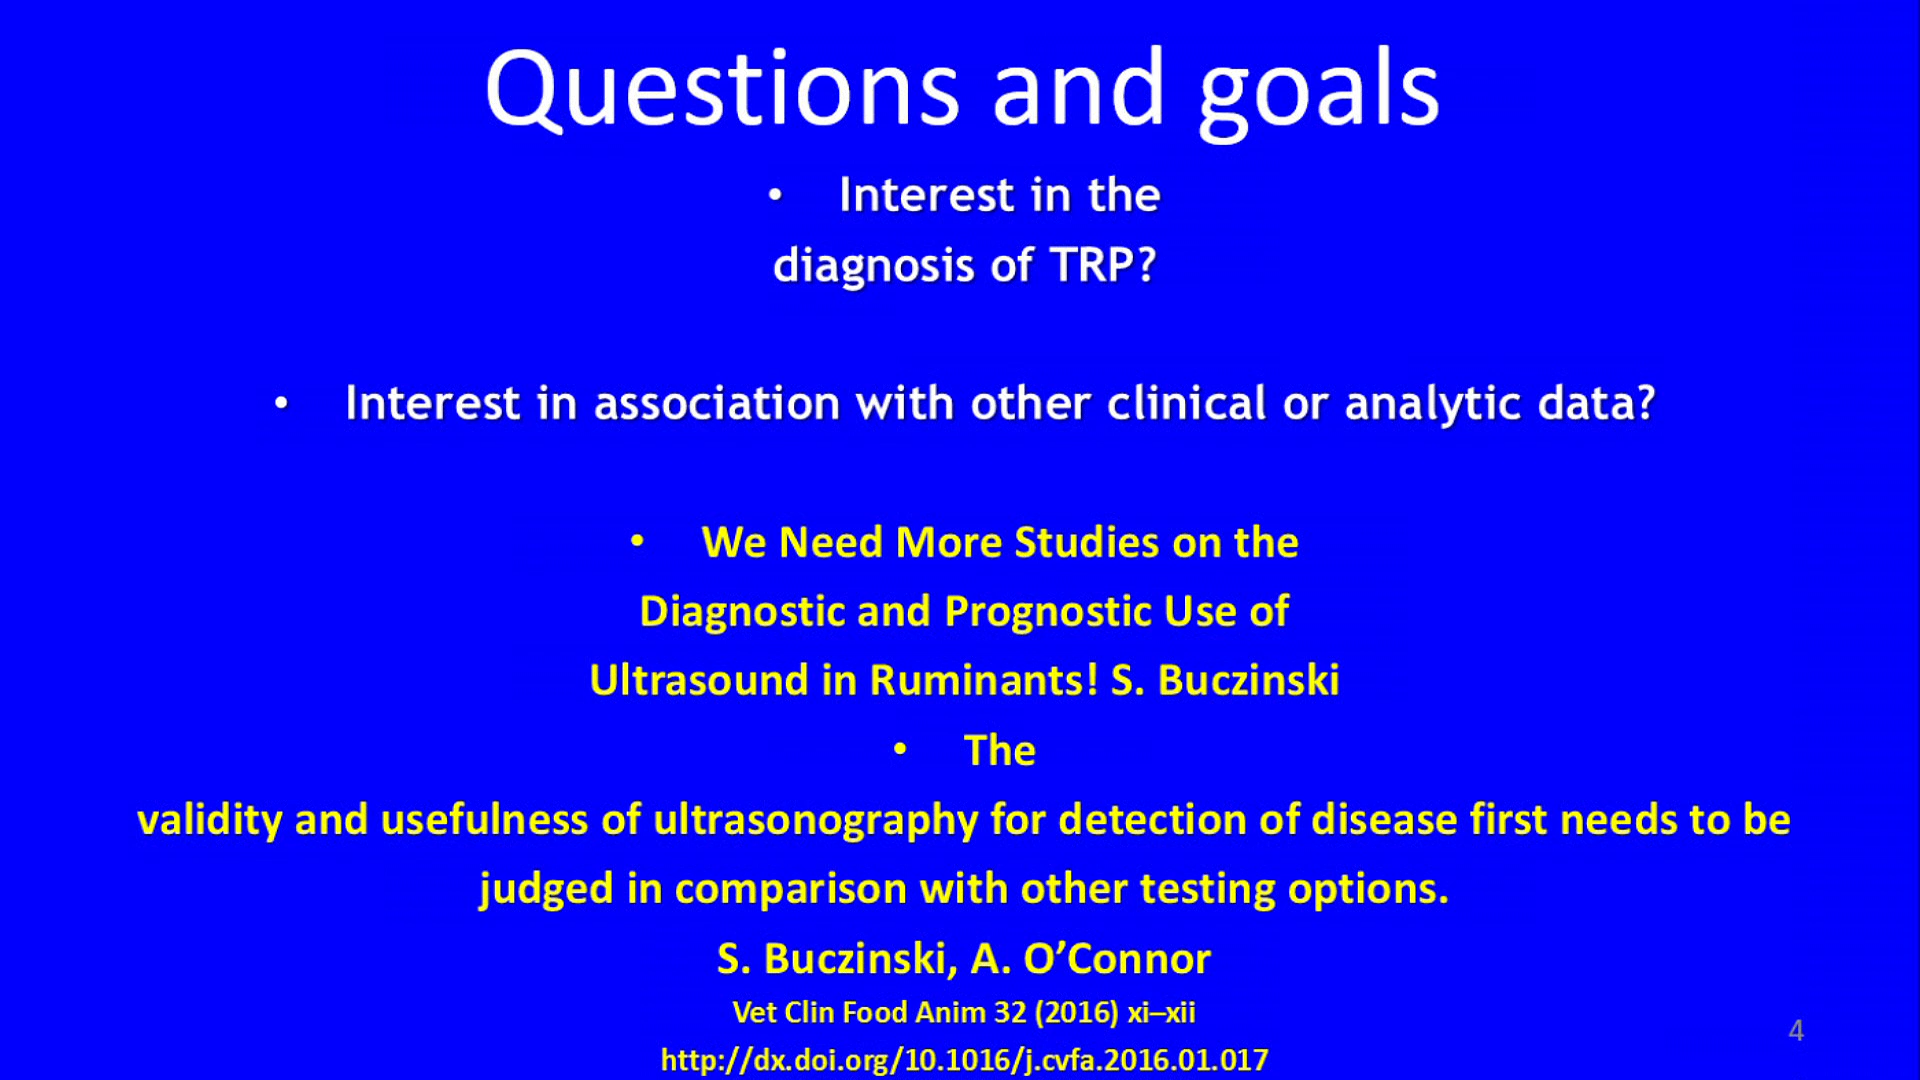 Questions and goals
• Interest in the
diagnosis of TRP?
• Interest in association with other clinical or analytic data?
• We Need More Studies on the
Diagnostic and Prognostic Use of
Ultrasound in Ruminants! S. Buczinski
• The
validity and usefulness of ultrasonography for detection of disease first needs to be
judged in comparison with other testing options.
S. Buczinski, A. O’Connor
Vet Clin Food Anim 32 (2016) xi–xii
http://dx.doi.org/10.1016/j.cvfa.2016.01.017
4